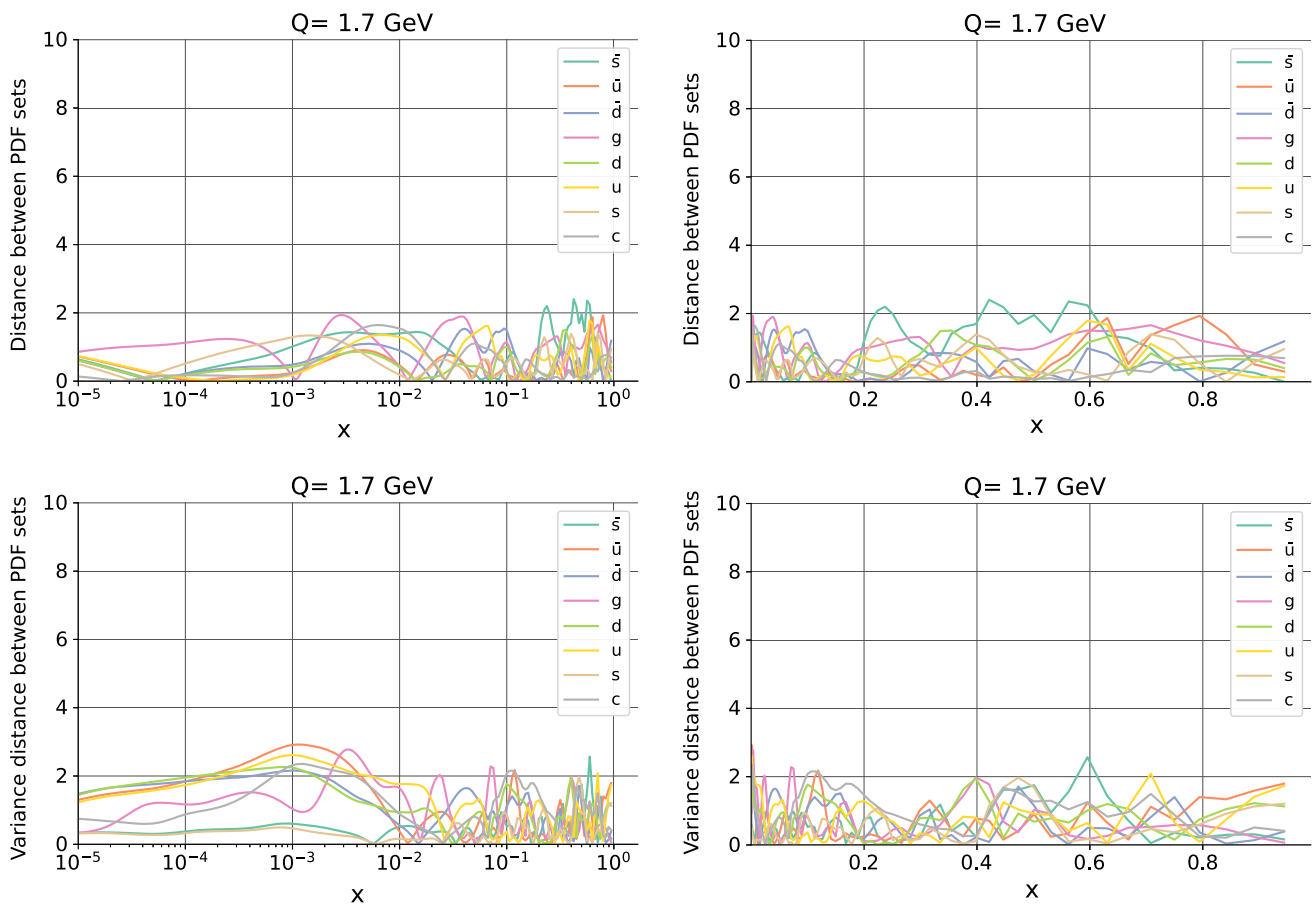 Q= 1.7 GeV
Distance between PDF sets
10
8
6
4
2
0
10⁻⁵
10⁻⁴
10⁻³
10⁻²
10⁻¹
10⁰
x
s̄
ū
d̄
g
d
u
s
c
Q= 1.7 GeV
Distance between PDF sets
10
8
6
4
2
0
0.2
0.4
0.6
0.8
x
s̄
ū
d̄
g
d
u
s
c
Q= 1.7 GeV
Variance distance between PDF sets
10
8
6
4
2
0
10⁻⁵
10⁻⁴
10⁻³
10⁻²
10⁻¹
10⁰
x
s̄
ū
d̄
g
d
u
s
c
Q= 1.7 GeV
Variance distance between PDF sets
10
8
6
4
2
0
0.2
0.4
0.6
0.8
x
s̄
ū
d̄
g
d
u
s
c